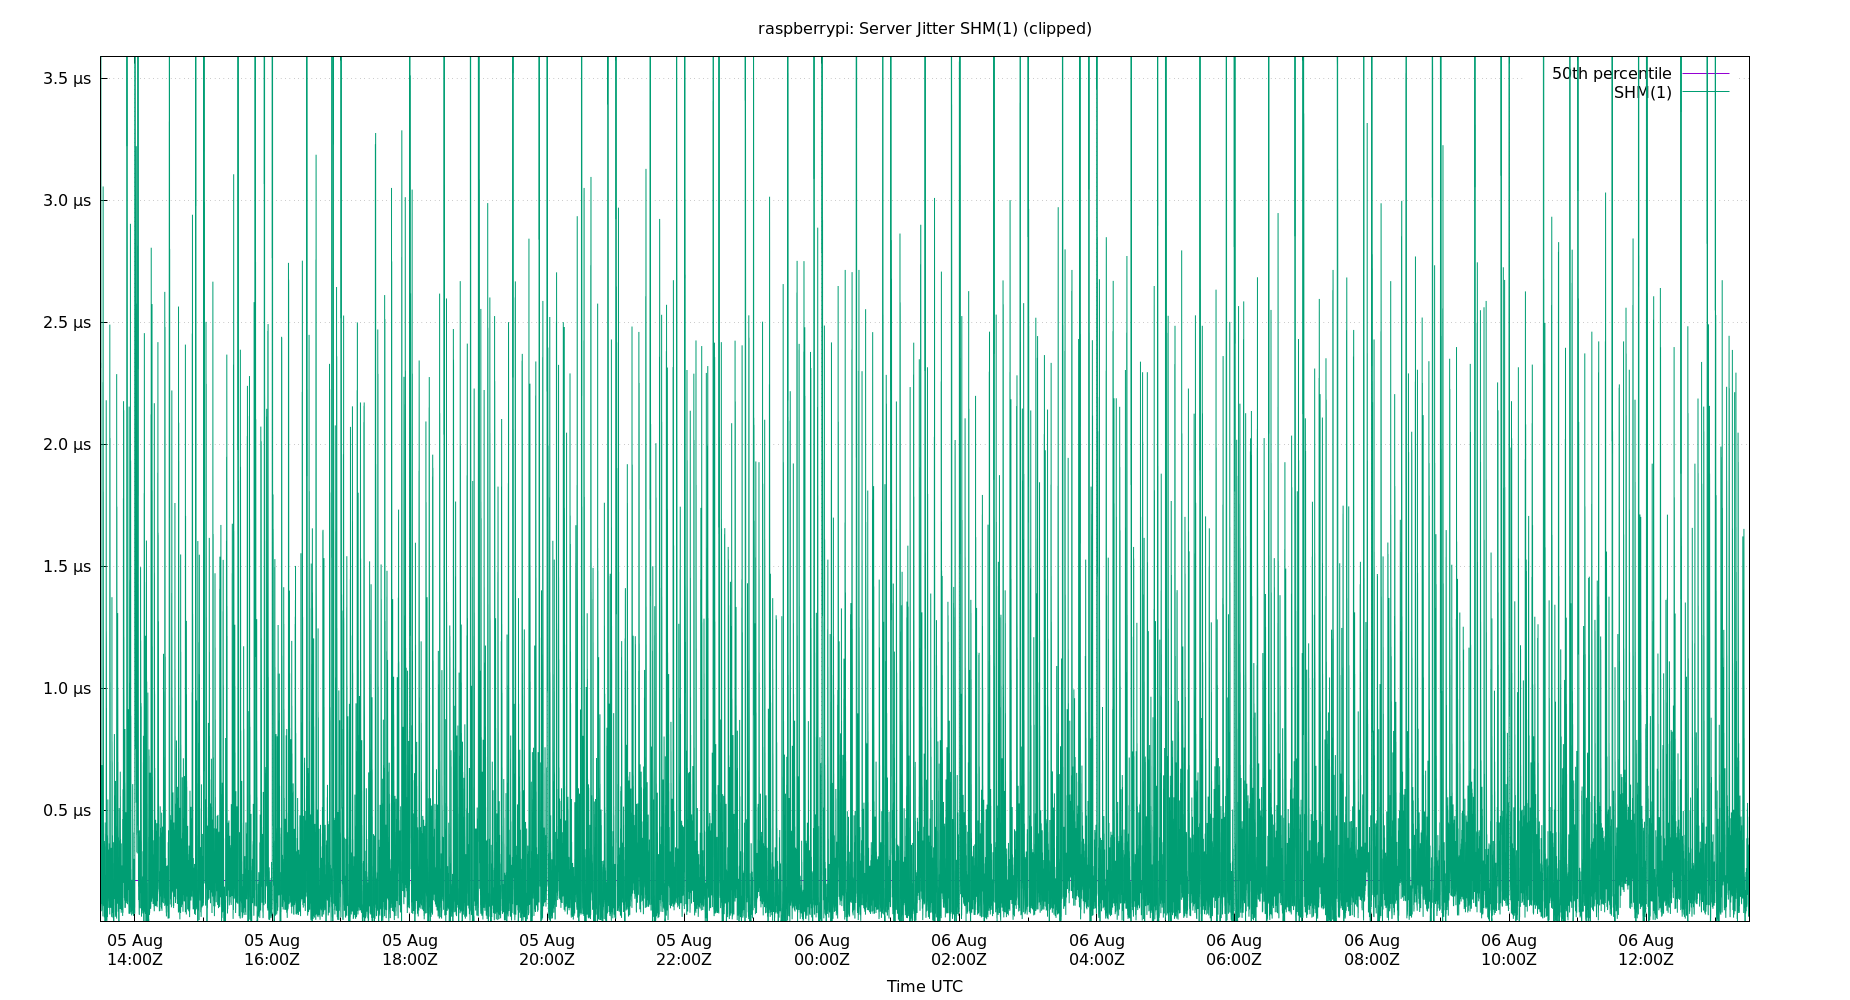 raspberrypi: Server Jitter SHM(1) (clipped)
50th percentile
SHM(1)
3.5 μs
3.0 μs
2.5 μs
2.0 μs
1.5 μs
1.0 μs
0.5 μs
05 Aug 05 Aug 05 Aug 05 Aug 05 Aug 06 Aug 06 Aug 06 Aug 06 Aug 06 Aug 06 Aug 06 Aug
14:00Z 16:00Z 18:00Z 20:00Z 22:00Z 00:00Z 02:00Z 04:00Z 06:00Z 08:00Z 10:00Z 12:00Z
Time UTC